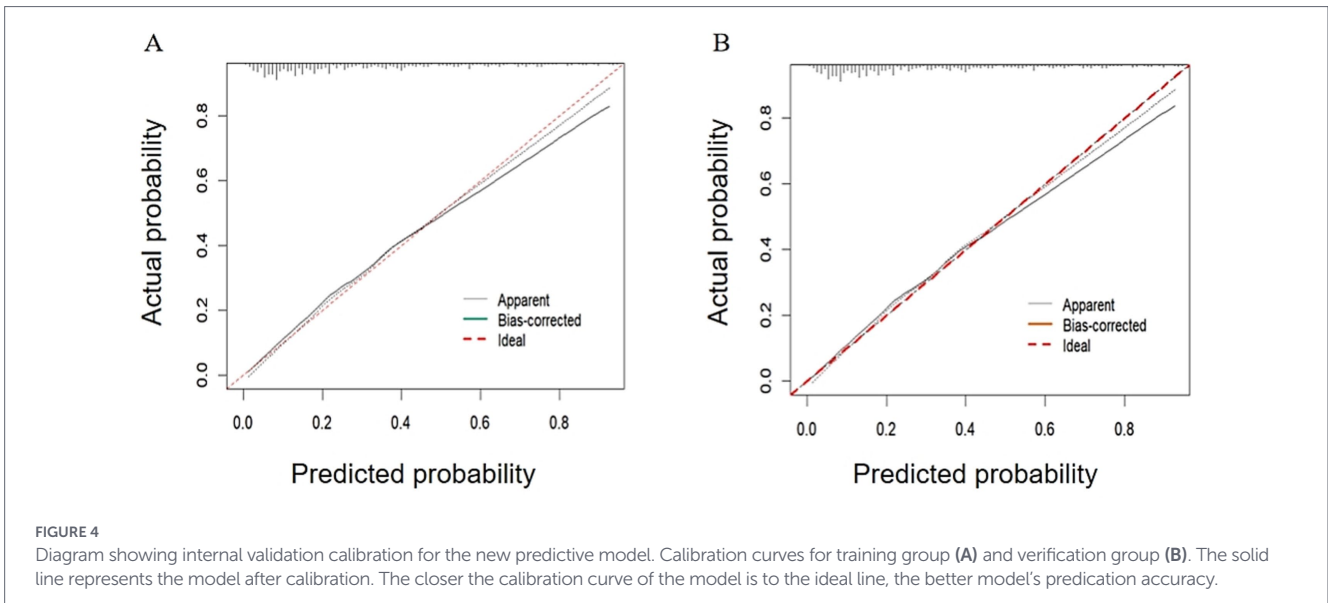 A
Actual probability
0.0 0.2 0.4 0.6 0.8
Apparent
Bias-corrected
Ideal
0.0 0.2 0.4 0.6 0.8
Predicted probability
B
Actual probability
0.0 0.2 0.4 0.6 0.8
Apparent
Bias-corrected
Ideal
0.0 0.2 0.4 0.6 0.8
Predicted probability
FIGURE 4
Diagram showing internal validation calibration for the new predictive model. Calibration curves for training group (A) and verification group (B). The solid
line represents the model after calibration. The closer the calibration curve of the model is to the ideal line, the better model's predication accuracy.